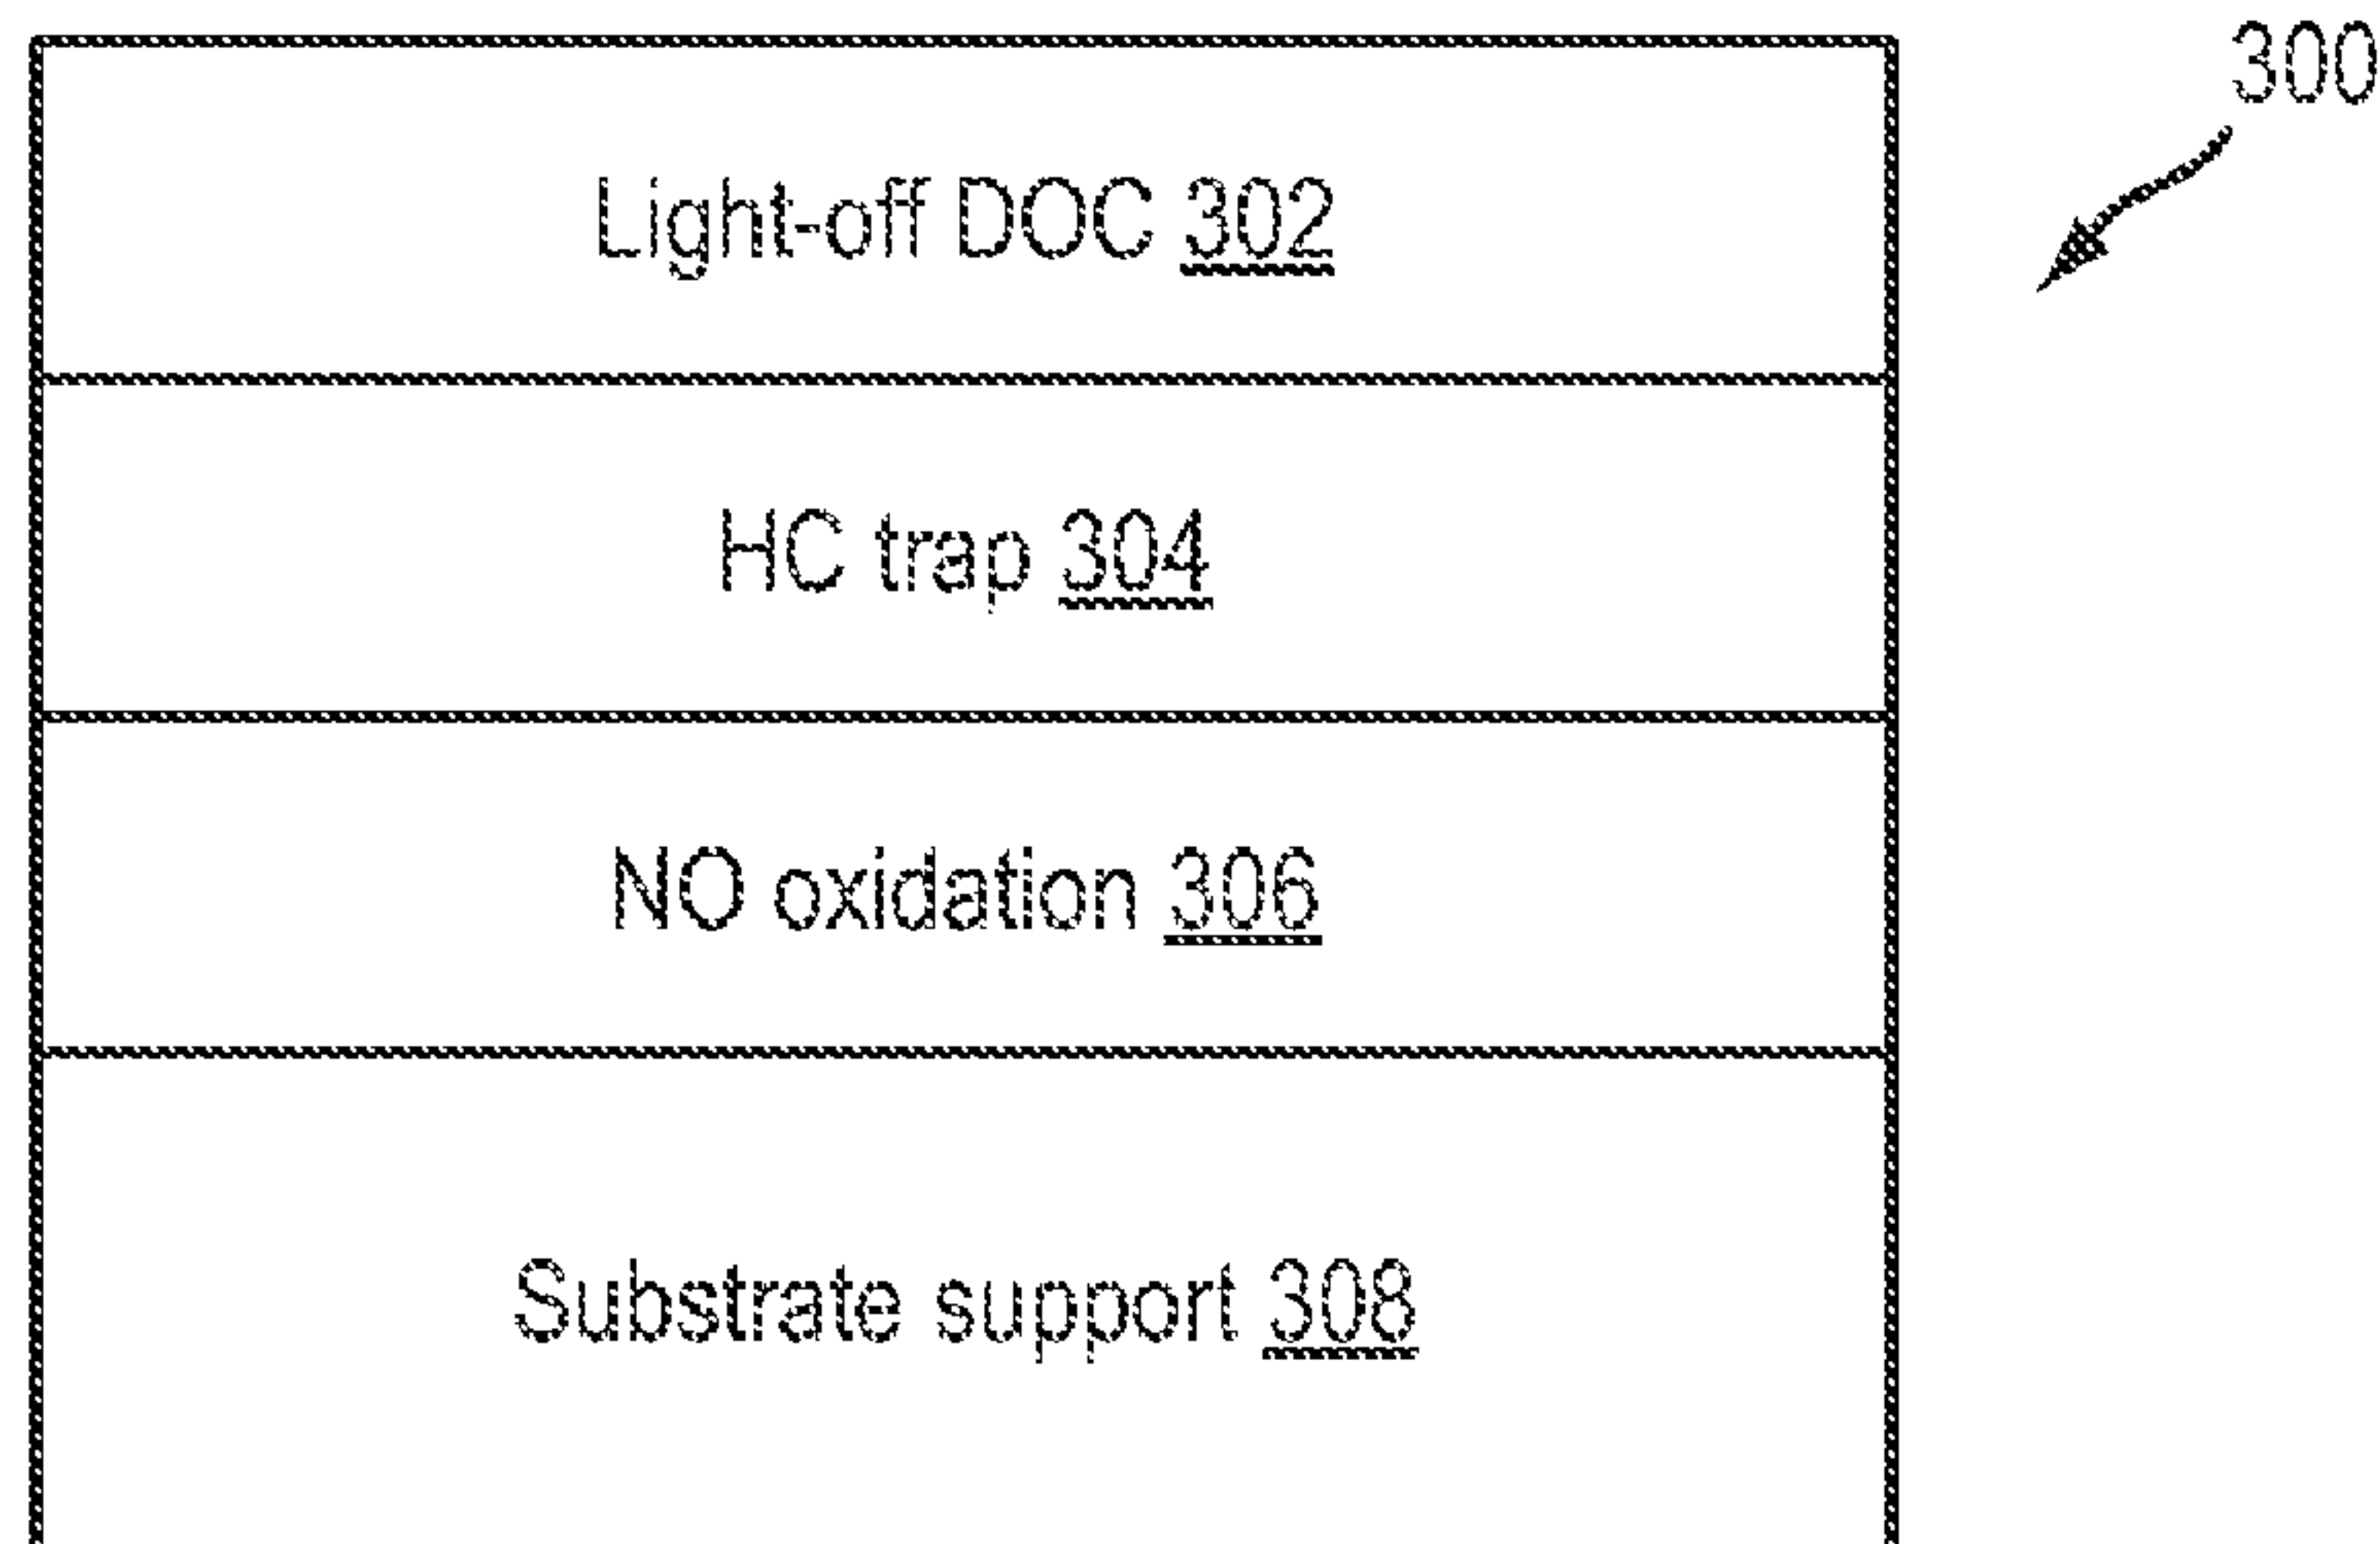 300
Light-off DOC 302
HC trap 304
NO oxidation 306
Substrate support 308